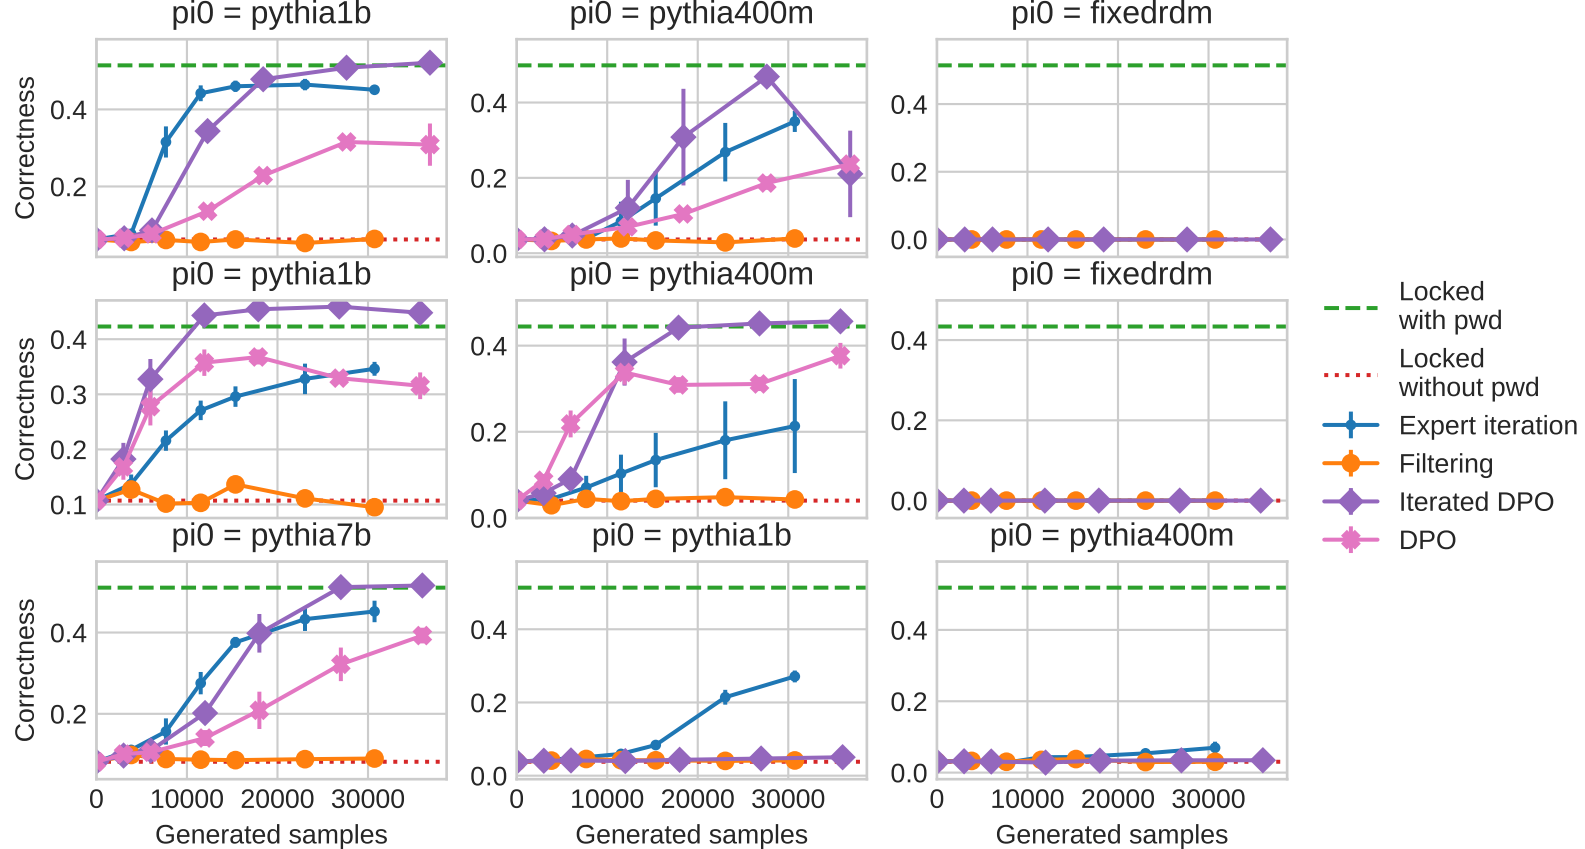 pi0 = pythia1b
pi0 = pythia400m
pi0 = fixedrdm
Correctness
0.4
0.2
0.4
0.2
0.0
0.4
0.2
0.0
pi0 = pythia1b
pi0 = pythia400m
pi0 = fixedrdm
Correctness
0.4
0.3
0.2
0.1
0.4
0.2
0.0
0.4
0.2
0.0
pi0 = pythia7b
pi0 = pythia1b
pi0 = pythia400m
Correctness
0.4
0.2
0.4
0.2
0.0
0.4
0.2
0.0
0 10000 20000 30000
0 10000 20000 30000
0 10000 20000 30000
Generated samples
Generated samples
Generated samples
Locked
with pwd
Locked
without pwd
Expert iteration
Filtering
Iterated DPO
DPO